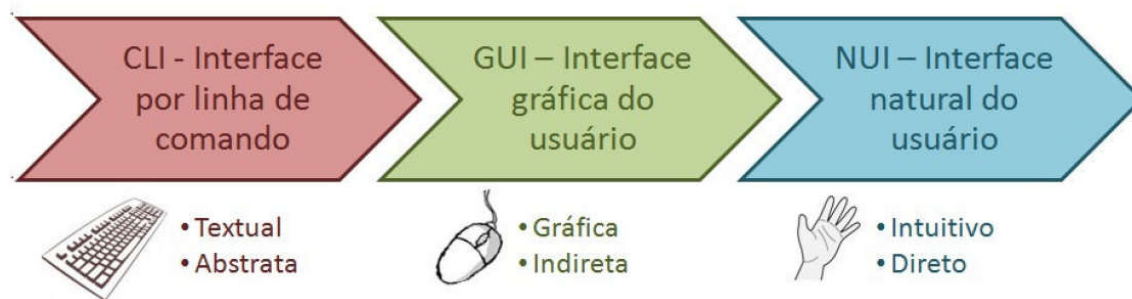 CLI - Interface
por linha de
comando
GUI – Interface
gráfica do
usuário
NUI – Interface
natural do
usuário
• Textual
• Abstrata
• Gráfica
• Indireta
• Intuitivo
• Direto